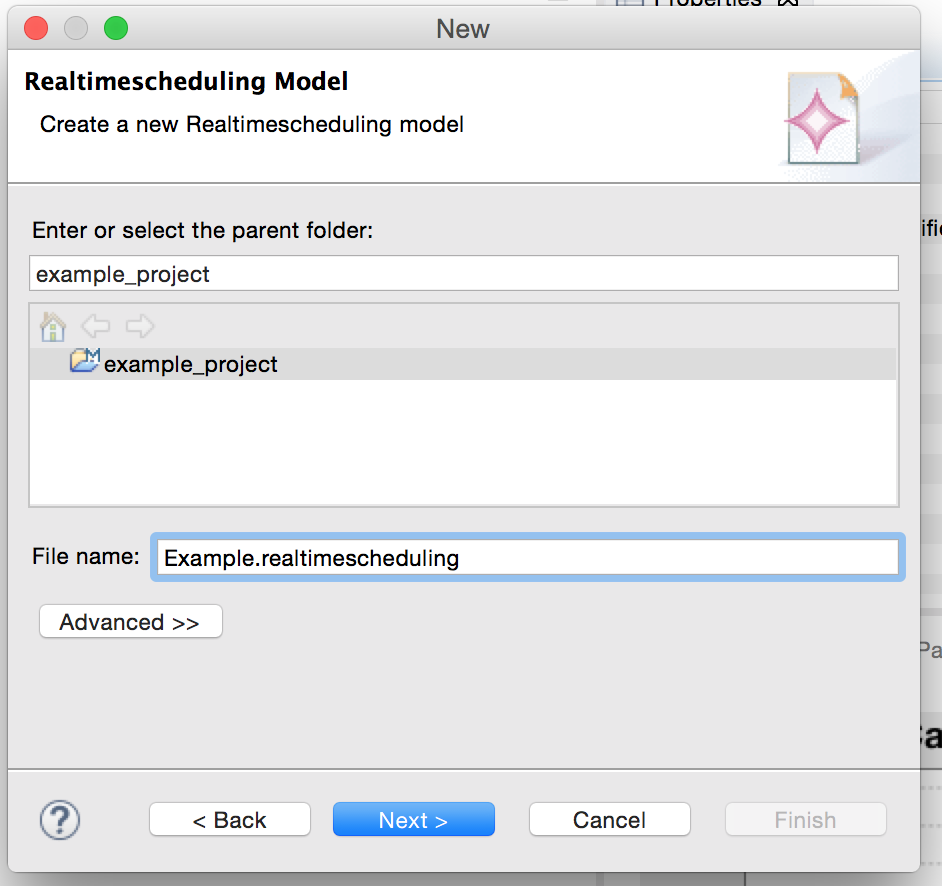 Properties
New
Realtimescheduling Model
Create a new Realtimescheduling model
Enter or select the parent folder:
example_project
example_project
File name: Example.realtimescheduling
Advanced >>
? < Back Next > Cancel Finish